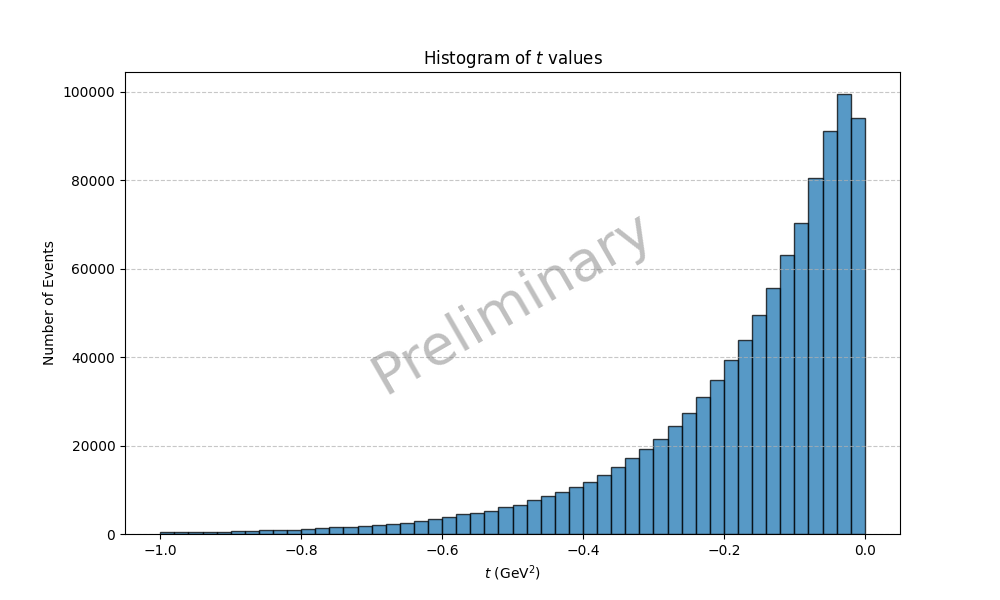 Histogram of t values
100000
80000
60000
40000
20000
0
Number of Events
Preliminary
−1.0 −0.8 −0.6 −0.4 −0.2 0.0
t (GeV²)